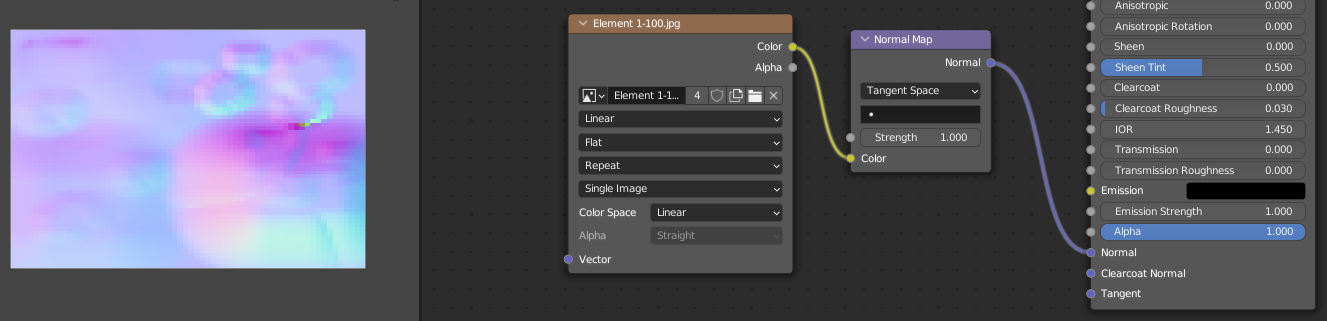 Element 1-100.jpg
Color
Alpha
Element 1-1...
4
Linear
Flat
Repeat
Single Image
Color Space Linear
Alpha Straight
Vector
Normal Map
Normal
Tangent Space
Strength 1.000
Color
Anisotropic 0.000
Anisotropic Rotation 0.000
Sheen 0.000
Sheen Tint 0.500
Clearcoat 0.000
Clearcoat Roughness 0.030
IOR 1.450
Transmission 0.000
Transmission Roughness 0.000
Emission
Emission Strength 1.000
Alpha 1.000
Normal
Clearcoat Normal
Tangent